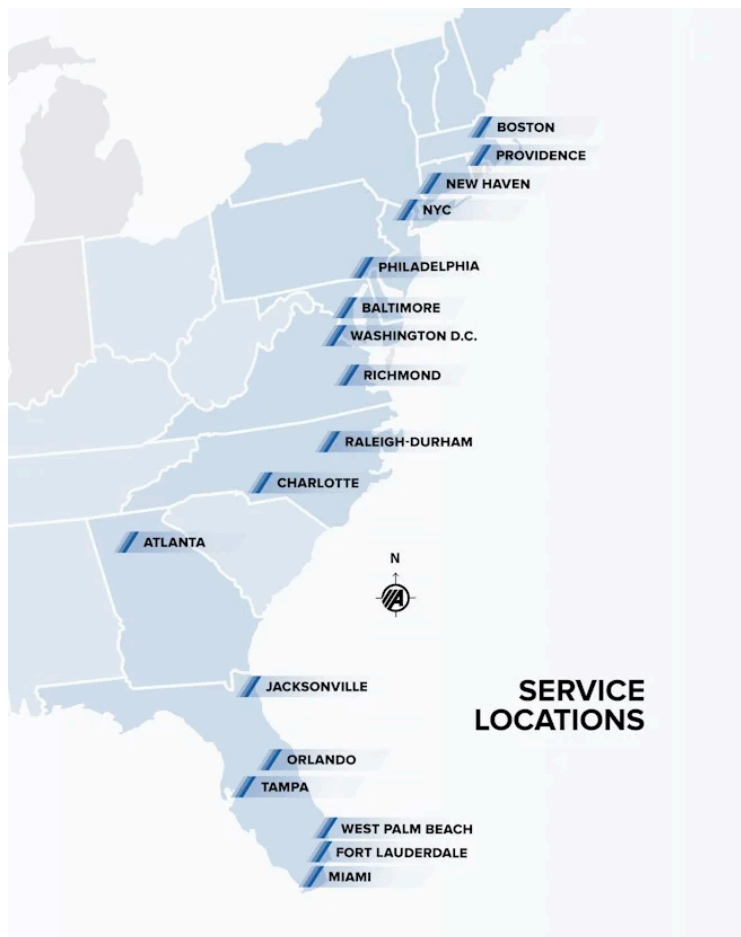 BOSTON
PROVIDENCE
NEW HAVEN
NYC
PHILADELPHIA
BALTIMORE
WASHINGTON D.C.
RICHMOND
RALEIGH-DURHAM
CHARLOTTE
ATLANTA
N
A
JACKSONVILLE
SERVICE
LOCATIONS
ORLANDO
TAMPA
WEST PALM BEACH
FORT LAUDERDALE
MIAMI